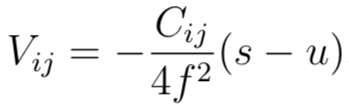 V_{ij} = -\frac{C_{ij}}{4f^2}(s - u)